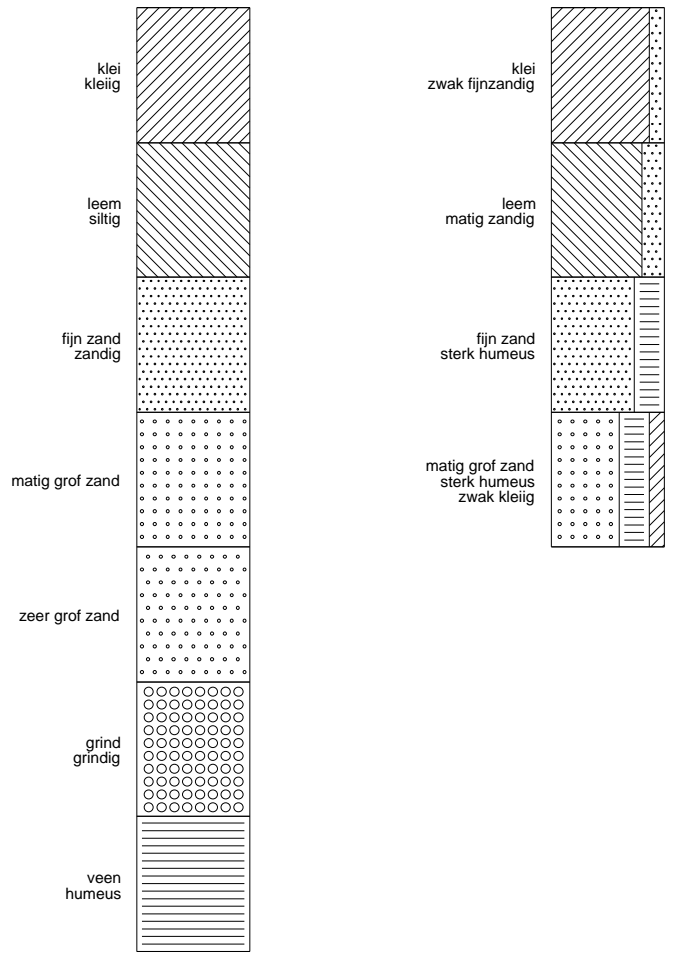 klei
kleiig
leem
siltig
fijn zand
zandig
matig grof zand
zeer grof zand
grind
grindig
veen
humeus
klei
zwak fijnzandig
leem
matig zandig
fijn zand
sterk humeus
matig grof zand
sterk humeus
zwak kleiig